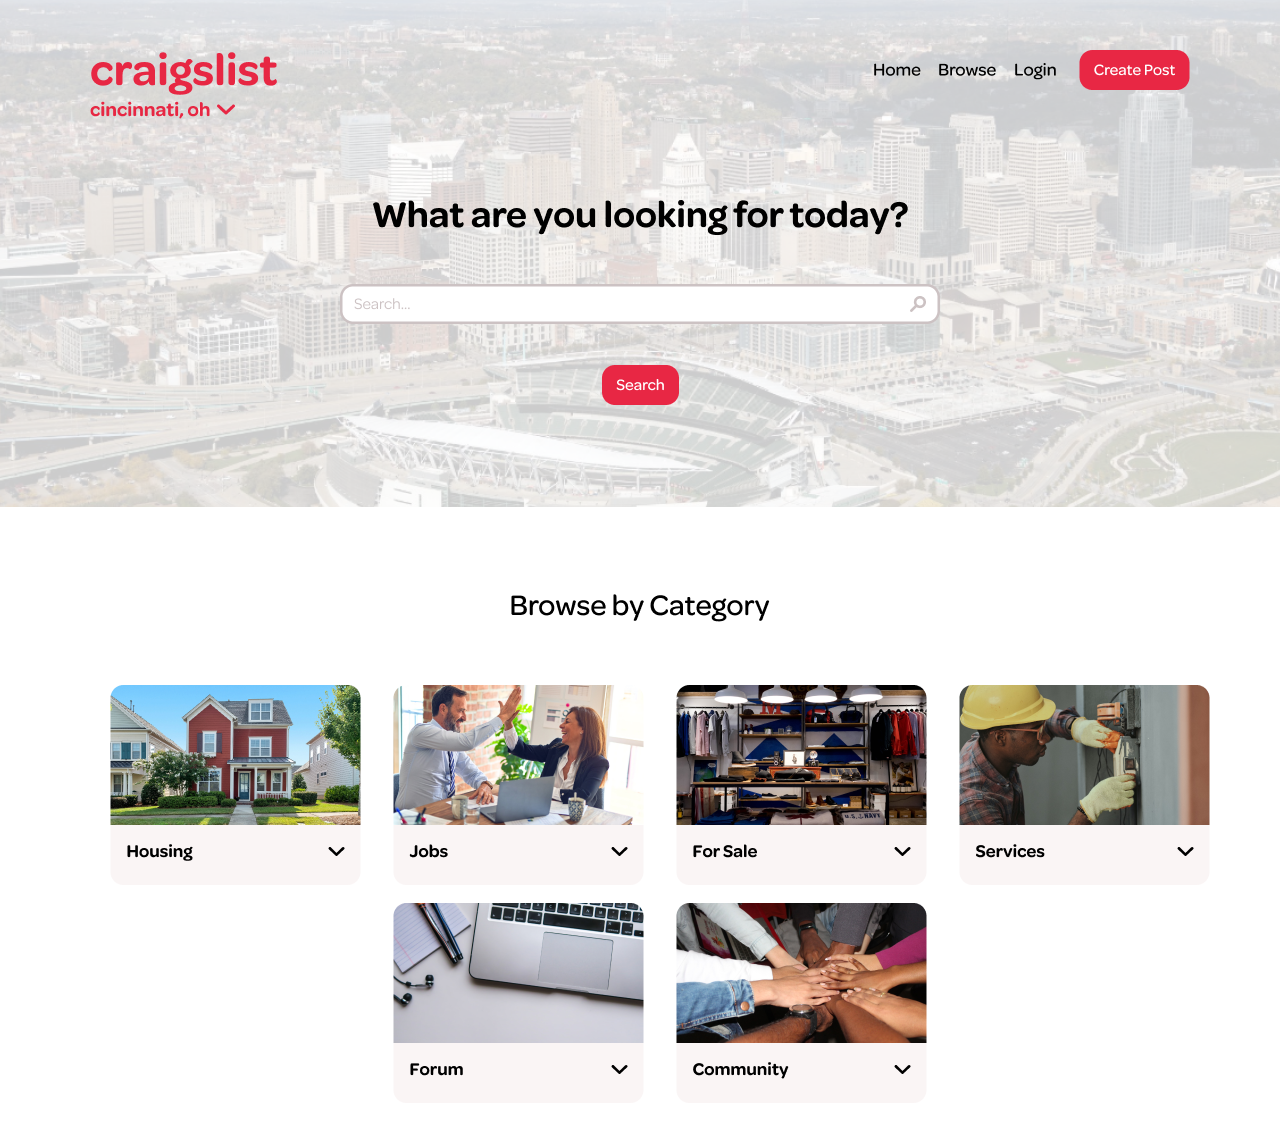 craigslist
cincinnati, oh
Home Browse Login Create Post
What are you looking for today?
Search...
Search
Browse by Category
Housing
Jobs
For Sale
Services
U.S. NAVY
Forum
Community